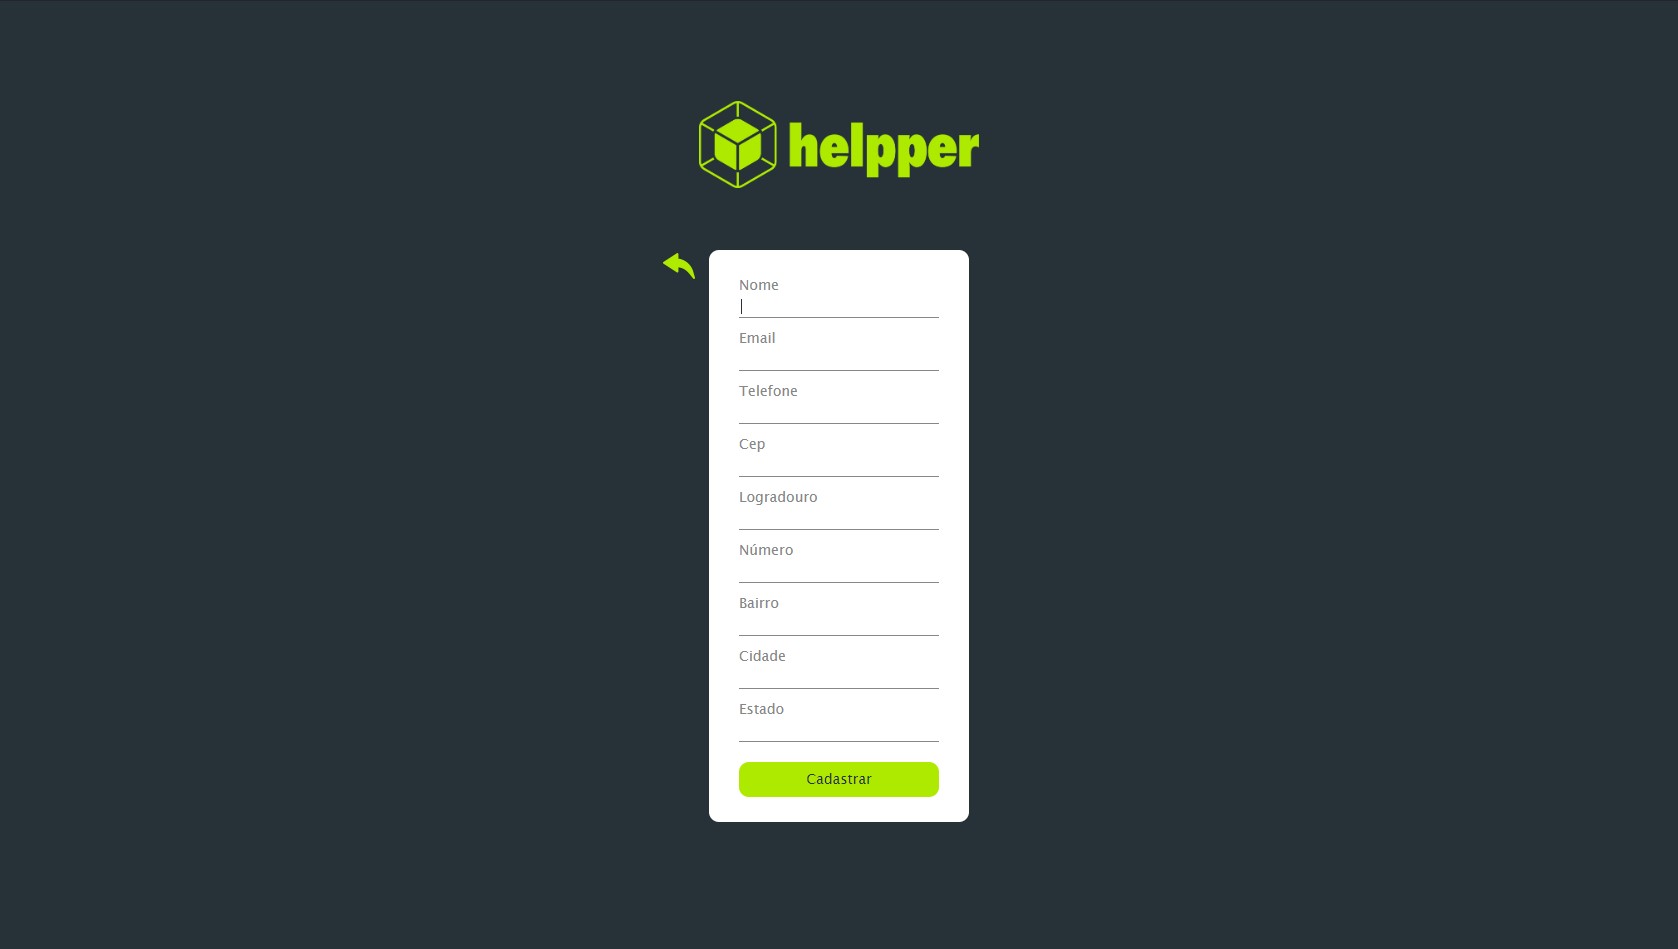 helpper
Nome
Email
Telefone
Cep
Logradouro
Número
Bairro
Cidade
Estado
Cadastrar